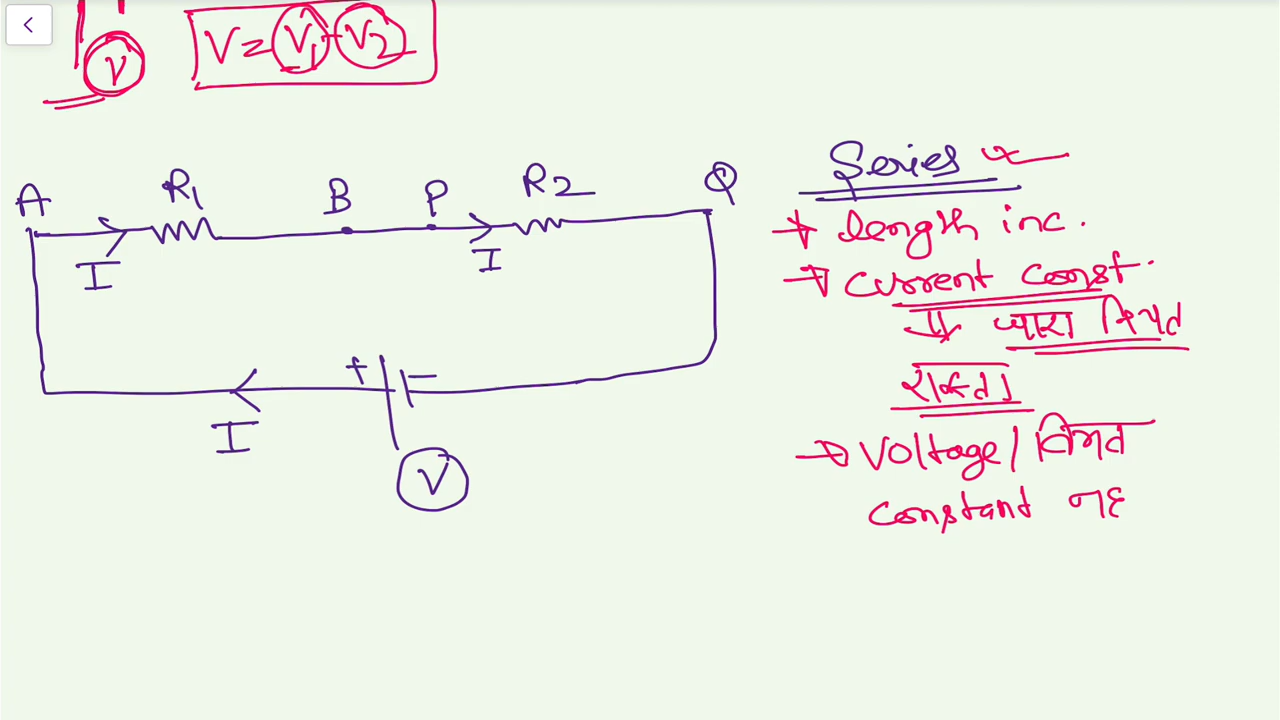 V
V = V1 + V2
A R1 B P R2 Q
I I
+ -
I
V
Series
→ length inc.
→ current const.
⇓ धारा नियत
रहता
→ Voltage / विभव
constant नह